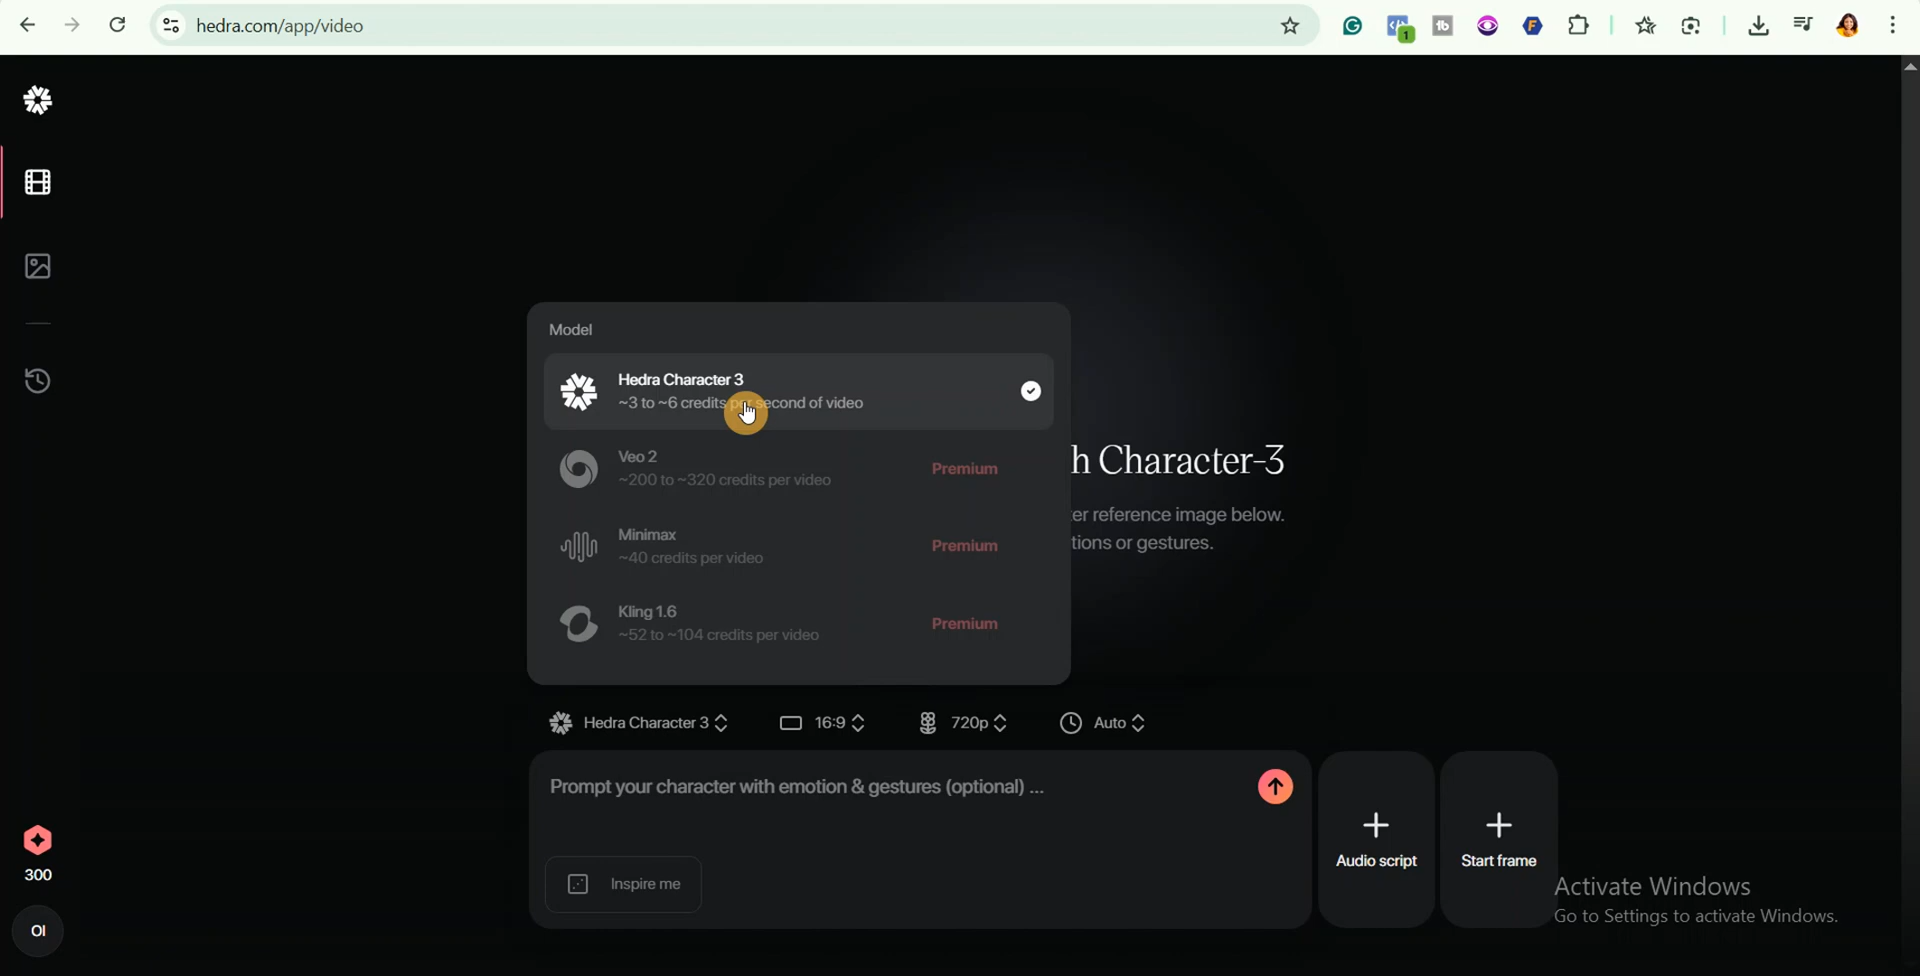 hedra.com/app/video
1
tb
F
Model
Hedra Character 3
~3 to ~6 credits per second of video
Veo 2
~200 to ~320 credits per video
Premium
Minimax
~40 credits per video
Premium
Kling 1.6
~52 to ~104 credits per video
Premium
h Character-3
er reference image below.
tions or gestures.
Hedra Character 3
16:9
720p
Auto
Prompt your character with emotion & gestures (optional) ...
Inspire me
Audio script
Start frame
300
OI
Activate Windows
Go to Settings to activate Windows.